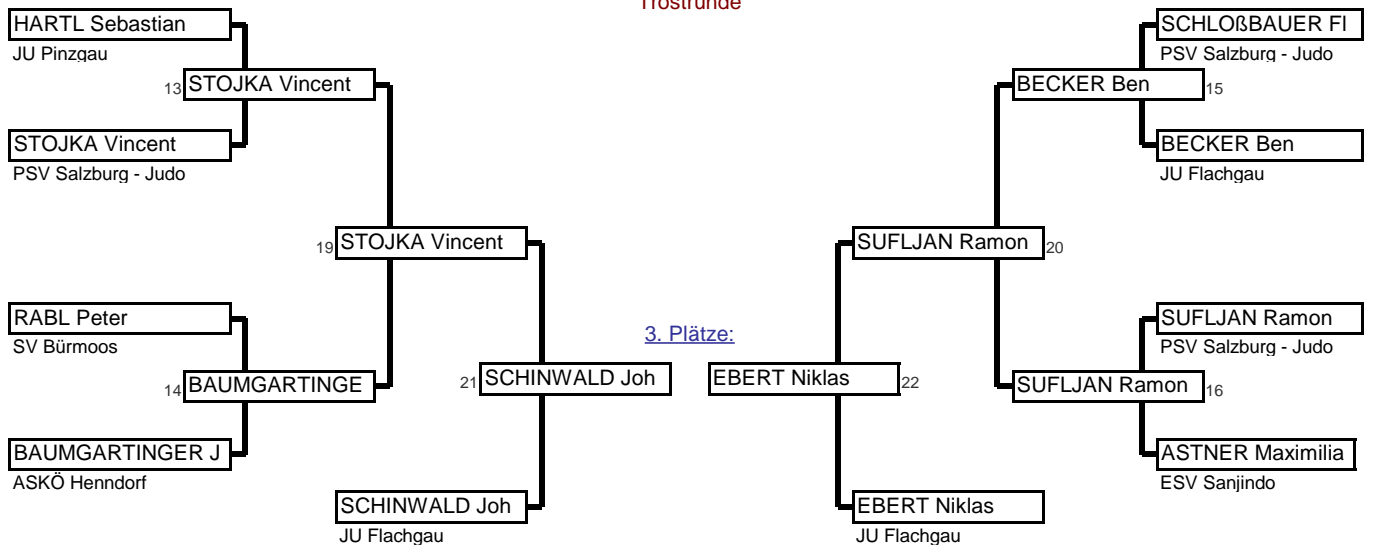 Trostrunde
HARTL Sebastian
JU Pinzgau
SCHLOßBAUER Fl
PSV Salzburg - Judo
13 STOJKA Vincent
BECKER Ben 15
STOJKA Vincent
PSV Salzburg - Judo
BECKER Ben
JU Flachgau
19 STOJKA Vincent
SUFLJAN Ramon 20
RABL Peter
SV Bürmoos
3. Plätze:
SUFLJAN Ramon
PSV Salzburg - Judo
14 BAUMGARTINGE
21 SCHINWALD Joh
EBERT Niklas 22
SUFLJAN Ramon 16
BAUMGARTINGER J
ASKÖ Henndorf
ASTNER Maximilia
ESV Sanjindo
SCHINWALD Joh
JU Flachgau
EBERT Niklas
JU Flachgau